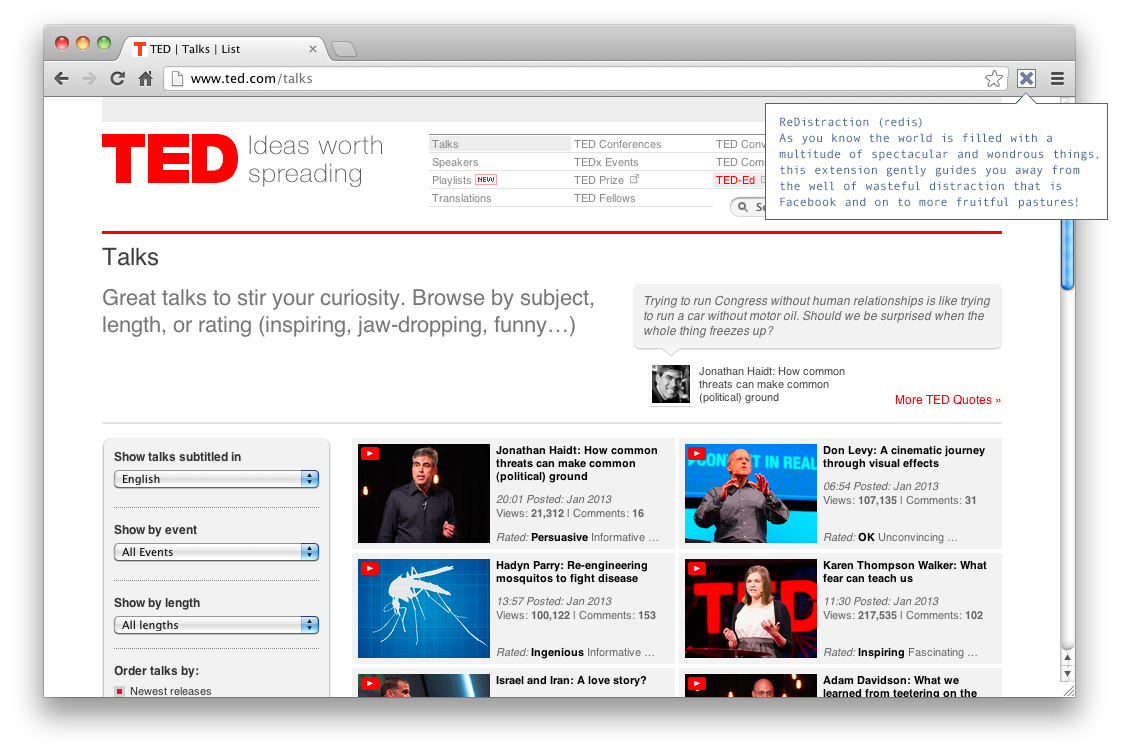 TED | Talks | List
www.ted.com/talks
ReDistraction (redis)
As you know the world is filled with a
multitude of spectacular and wondrous things,
this extension gently guides you away from
the well of wasteful distraction that is
Facebook and on to more fruitful pastures!
TED Ideas worth
spreading
Talks TED Conferences TED Conv
Speakers TEDx Events TED Com
Playlists NEW TED Prize TED-Ed
Translations TED Fellows
Se
Talks
Great talks to stir your curiosity. Browse by subject,
length, or rating (inspiring, jaw-dropping, funny…)
Trying to run Congress without human relationships is like trying
to run a car without motor oil. Should we be surprised when the
whole thing freezes up?
Jonathan Haidt: How common
threats can make common
(political) ground
More TED Quotes »
Show talks subtitled in
English
Show by event
All Events
Show by length
All lengths
Order talks by:
Newest releases
Jonathan Haidt: How common
threats can make common
(political) ground
20:01 Posted: Jan 2013
Views: 21,312 | Comments: 16
Rated: Persuasive Informative …
CONTENT IN REAL
Don Levy: A cinematic journey
through visual effects
06:54 Posted: Jan 2013
Views: 107,135 | Comments: 31
Rated: OK Unconvincing …
Hadyn Parry: Re-engineering
mosquitos to fight disease
13:57 Posted: Jan 2013
Views: 100,122 | Comments: 153
Rated: Ingenious Informative …
TED
Karen Thompson Walker: What
fear can teach us
11:30 Posted: Jan 2013
Views: 217,535 | Comments: 102
Rated: Inspiring Fascinating …
Israel and Iran: A love story?
Adam Davidson: What we
learned from teetering on the